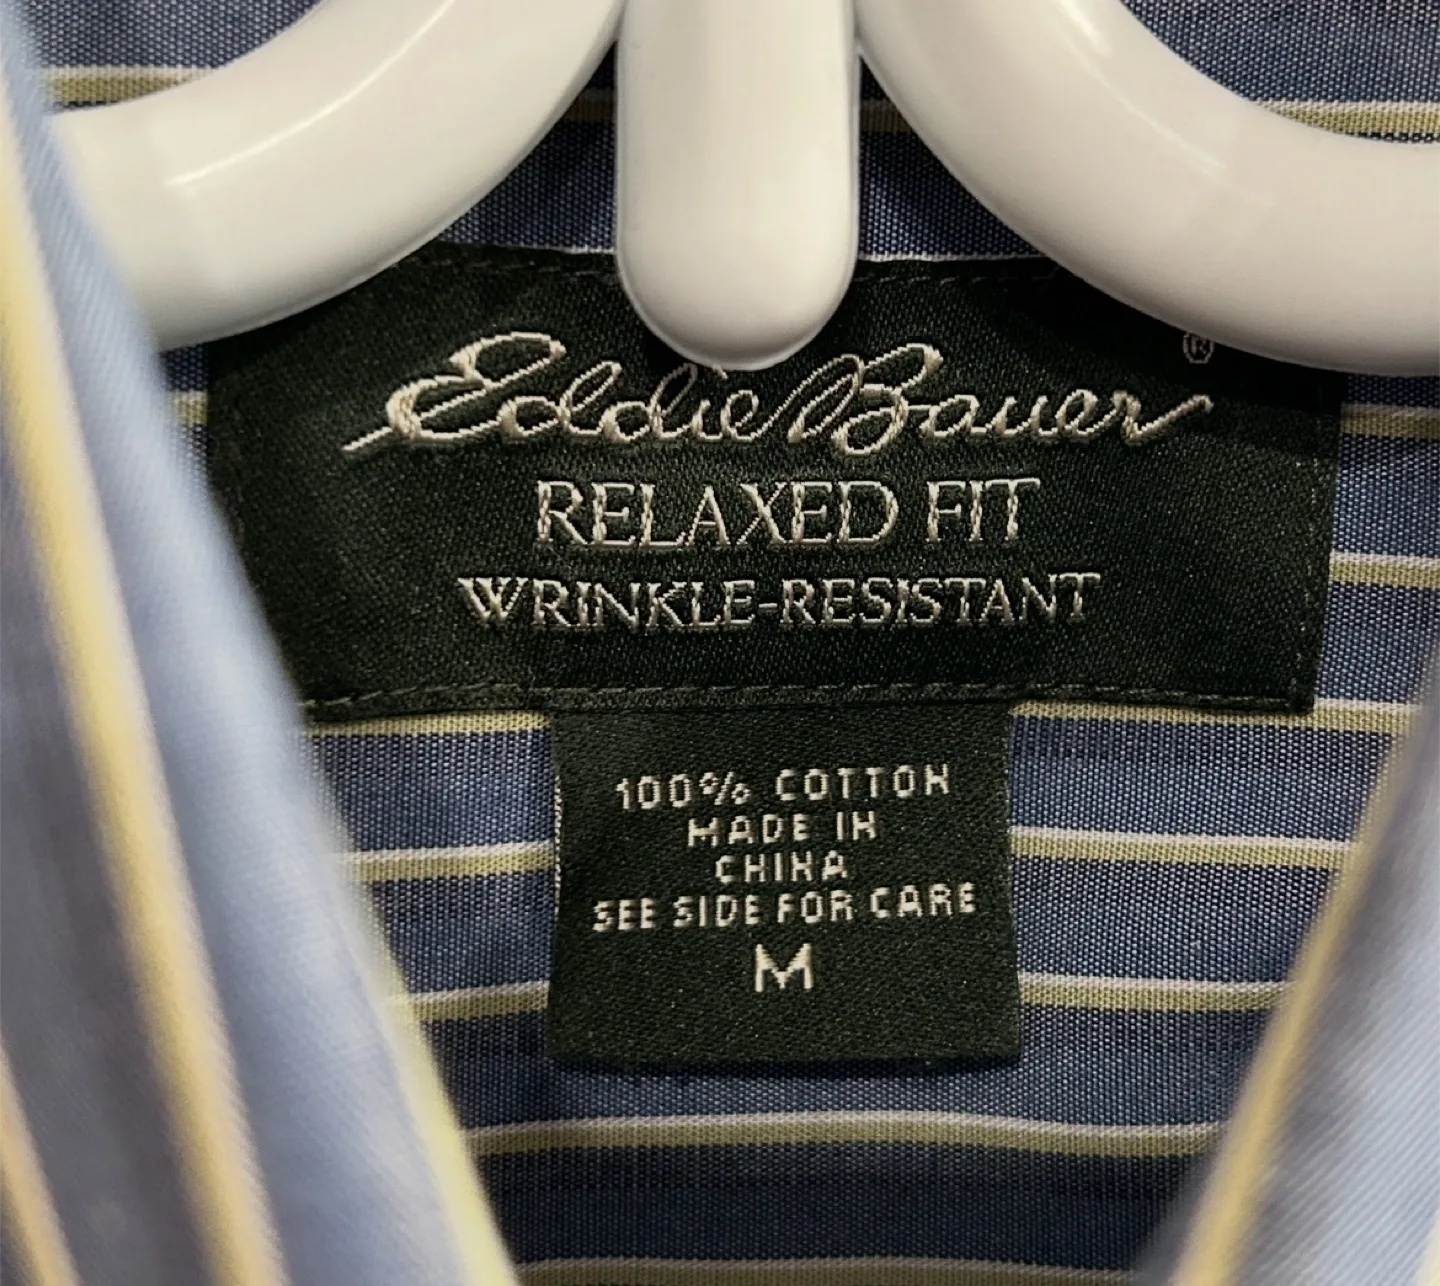 Eddie Bauer ®
RELAXED FIT
WRINKLE-RESISTANT
100% COTTON
MADE IN
CHINA
SEE SIDE FOR CARE
M